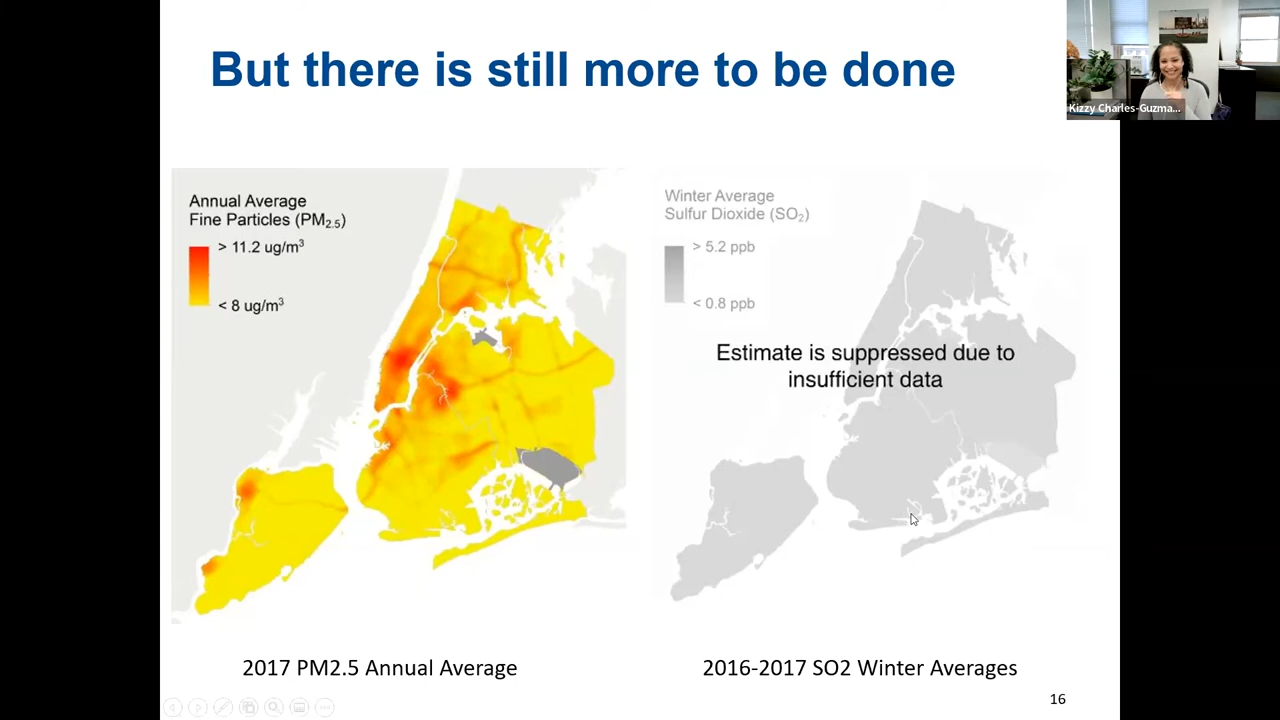 But there is still more to be done
Kizzy Charles-Guzma...
Annual Average
Fine Particles (PM2.5)
> 11.2 ug/m³
< 8 ug/m³
Winter Average
Sulfur Dioxide (SO2)
> 5.2 ppb
< 0.8 ppb
Estimate is suppressed due to
insufficient data
2017 PM2.5 Annual Average
2016-2017 SO2 Winter Averages
16